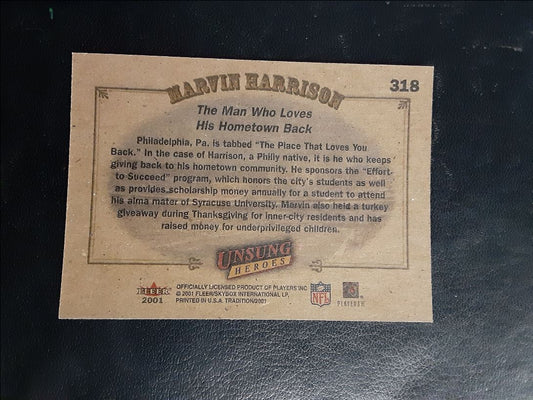 318
MARVIN HARRISON
The Man Who Loves
His Hometown Back
Philadelphia, Pa. is tabbed "The Place That Loves You
Back." In the case of Harrison, a Philly native, it is he who keeps
giving back to his hometown community. He sponsors the "Effort-
to Succeed" program, which honors the city's students as well
as provides scholarship money annually for a student to attend
his alma mater of Syracuse University. Marvin also held a turkey
giveaway during Thanksgiving for inner-city residents and has
raised money for underprivileged children.
UNSUNG
HEROES
FLEER
2001
OFFICIALLY LICENSED PRODUCT OF PLAYERS INC
© 2001 FLEER/SKYBOX INTERNATIONAL LP,
PRINTED IN U.S.A. TRADITION/2001
NFL
PLAYERS INC